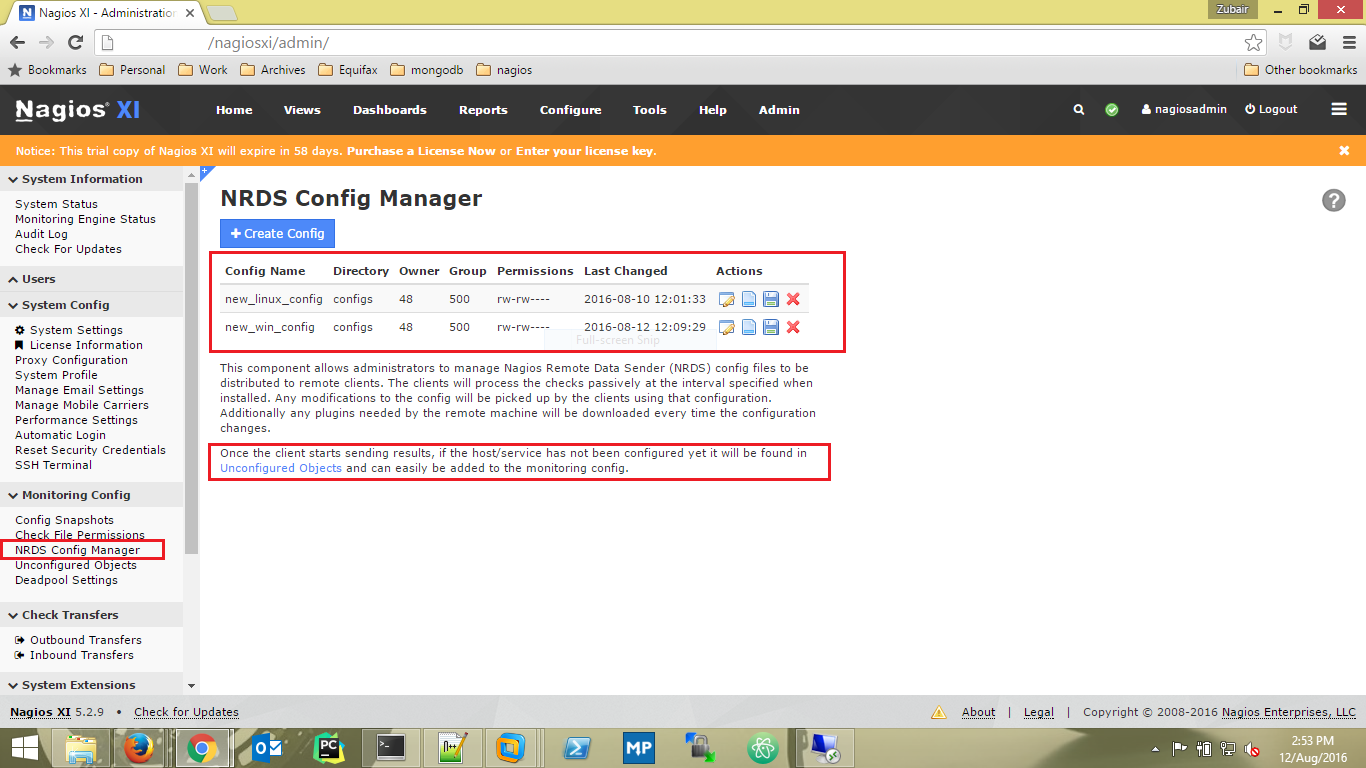 Nagios XI - Administration
Zubair
/nagiosxi/admin/
Bookmarks Personal Work Archives Equifax mongodb nagios Other bookmarks
Nagios® XI Home Views Dashboards Reports Configure Tools Help Admin nagiosadmin Logout
Notice: This trial copy of Nagios XI will expire in 58 days. Purchase a License Now or Enter your license key.
System Information
System Status
Monitoring Engine Status
Audit Log
Check For Updates
Users
System Config
System Settings
License Information
Proxy Configuration
System Profile
Manage Email Settings
Manage Mobile Carriers
Performance Settings
Automatic Login
Reset Security Credentials
SSH Terminal
Monitoring Config
Config Snapshots
Check File Permissions
NRDS Config Manager
Unconfigured Objects
Deadpool Settings
Check Transfers
Outbound Transfers
Inbound Transfers
System Extensions
NRDS Config Manager
+ Create Config
Config Name Directory Owner Group Permissions Last Changed Actions
new_linux_config configs 48 500 rw-rw---- 2016-08-10 12:01:33
new_win_config configs 48 500 rw-rw---- 2016-08-12 12:09:29
Full-screen Snip
This component allows administrators to manage Nagios Remote Data Sender (NRDS) config files to be
distributed to remote clients. The clients will process the checks passively at the interval specified when
installed. Any modifications to the config will be picked up by the clients using that configuration.
Additionally any plugins needed by the remote machine will be downloaded every time the configuration
changes.
Once the client starts sending results, if the host/service has not been configured yet it will be found in
Unconfigured Objects and can easily be added to the monitoring config.
Nagios XI 5.2.9 • Check for Updates About | Legal | Copyright © 2008-2016 Nagios Enterprises, LLC
PC
MP
2:53 PM
12/Aug/2016